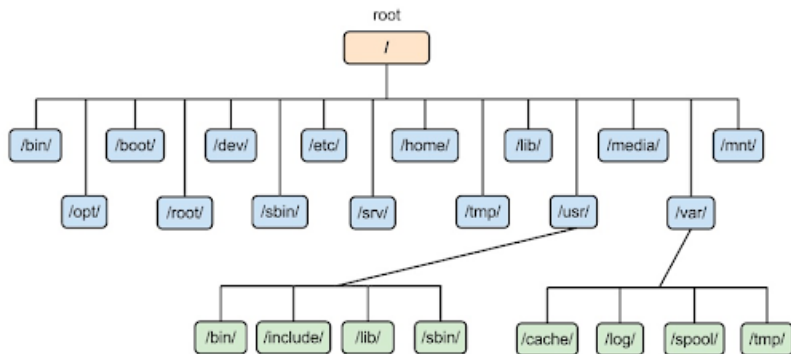 root
/
/bin/ /boot/ /dev/ /etc/ /home/ /lib/ /media/ /mnt/
/opt/ /root/ /sbin/ /srv/ /tmp/ /usr/ /var/
/bin/ /include/ /lib/ /sbin/ /cache/ /log/ /spool/ /tmp/